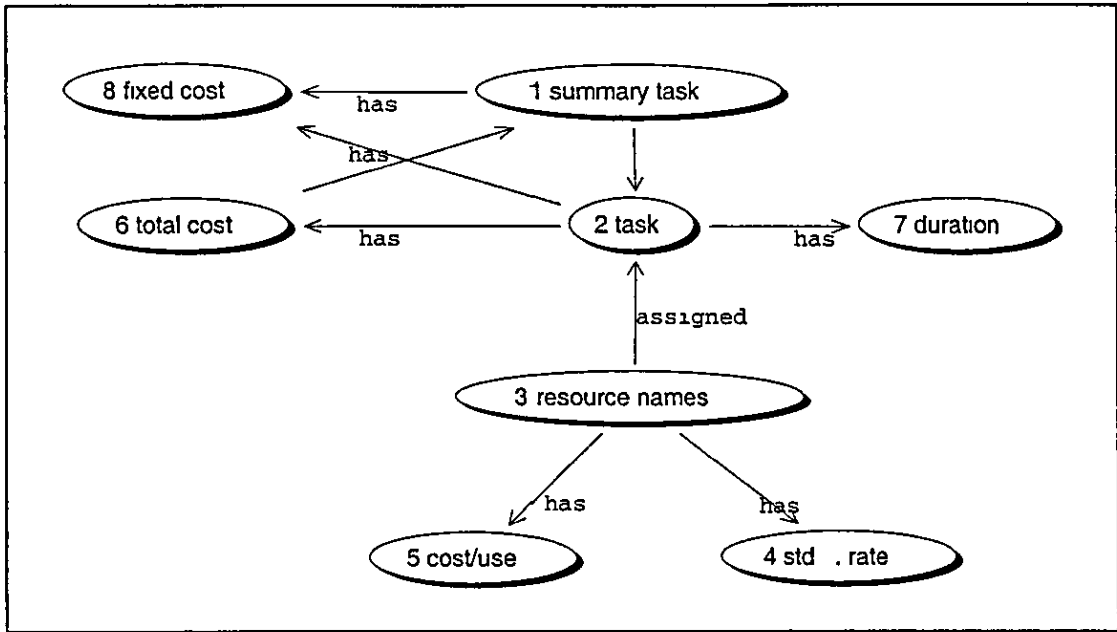 8 fixed cost
1 summary task
has
has
6 total cost
2 task
7 duration
has
has
assigned
3 resource names
has
has
5 cost/use
4 std . rate